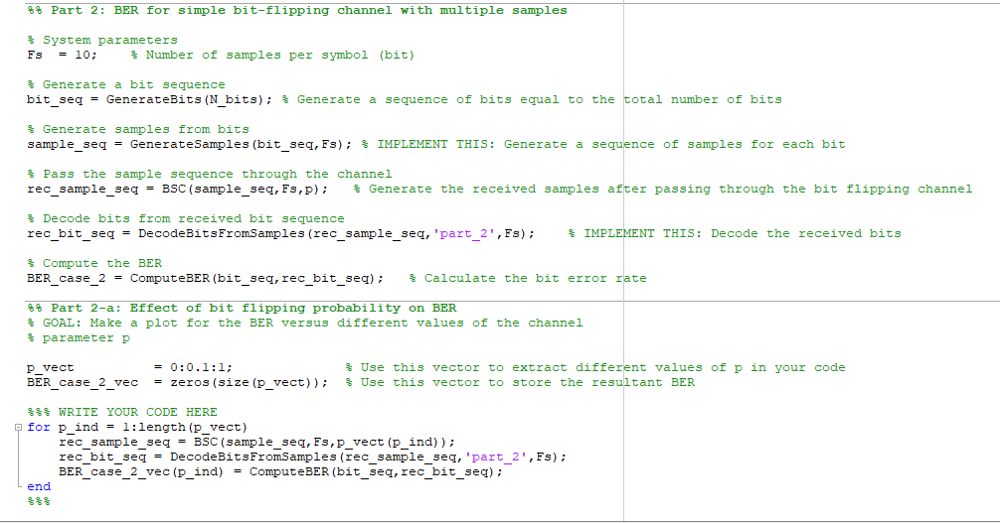 %% Part 2: BER for simple bit-flipping channel with multiple samples
% System parameters
Fs  = 10;    % Number of samples per symbol (bit)
% Generate a bit sequence
bit_seq = GenerateBits(N_bits); % Generate a sequence of bits equal to the total number of bits
% Generate samples from bits
sample_seq = GenerateSamples(bit_seq,Fs); % IMPLEMENT THIS: Generate a sequence of samples for each bit
% Pass the sample sequence through the channel
rec_sample_seq = BSC(sample_seq,Fs,p);   % Generate the received samples after passing through the bit flipping channel
% Decode bits from received bit sequence
rec_bit_seq = DecodeBitsFromSamples(rec_sample_seq,'part_2',Fs);    % IMPLEMENT THIS: Decode the received bits
% Compute the BER
BER_case_2 = ComputeBER(bit_seq,rec_bit_seq);   % Calculate the bit error rate
%% Part 2-a: Effect of bit flipping probability on BER
% GOAL: Make a plot for the BER versus different values of the channel
% parameter p
p_vect          = 0:0.1:1;              % Use this vector to extract different values of p in your code
BER_case_2_vec  = zeros(size(p_vect));  % Use this vector to store the resultant BER
%%% WRITE YOUR CODE HERE
for p_ind = 1:length(p_vect)
    rec_sample_seq = BSC(sample_seq,Fs,p_vect(p_ind));
    rec_bit_seq = DecodeBitsFromSamples(rec_sample_seq,'part_2',Fs);
    BER_case_2_vec(p_ind) = ComputeBER(bit_seq,rec_bit_seq);
end
%%%